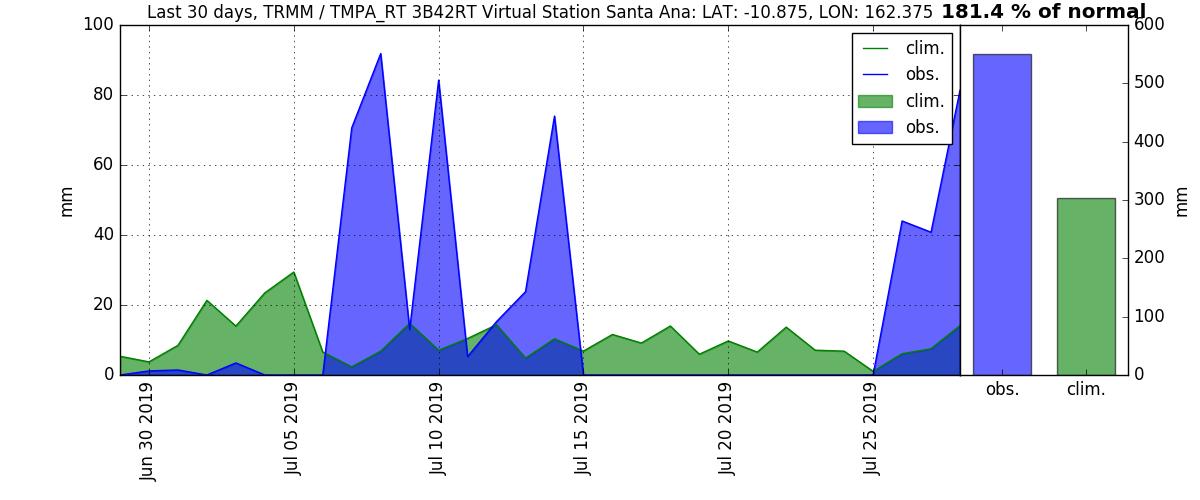 Last 30 days, TRMM / TMPA_RT 3B42RT Virtual Station Santa Ana: LAT: -10.875, LON: 162.375 181.4 % of normal
100
80
60
40
20
0
mm
clim.
obs.
clim.
obs.
600
500
400
300
200
100
0
mm
Jun 30 2019
Jul 05 2019
Jul 10 2019
Jul 15 2019
Jul 20 2019
Jul 25 2019
obs. clim.